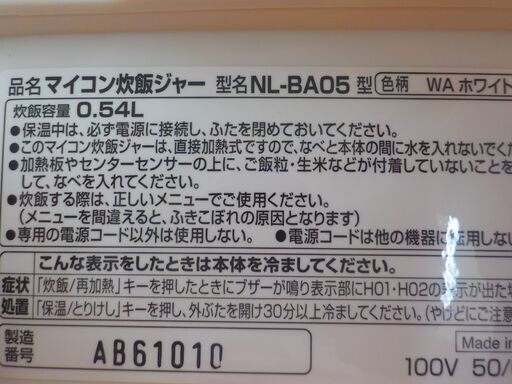 品名 マイコン炊飯ジャー 型名 NL-BA05 型 色柄 WA ホワイト
炊飯容量 0.54L
●保温中は、必ず電源に接続し、ふたを閉めておいてください。
●このマイコン炊飯ジャーは、直接加熱式ですので、なべと本体の間に水を入れないでくだ
●加熱板やセンターセンサーの上に、ご飯粒・生米などが付着していないことを
して、なべを入れてください。
●炊飯する際は、正しいメニューでご使用ください。
(メニューを間違えると、ふきこぼれの原因となります)
●専用の電源コード以外は使用しない。 ●電源コードは他の機器に転用しない
こんな表示をしたときは本体を冷ましてください。
症状 「炊飯/再加熱」キーを押したときにブザーが鳴り表示部にH01・H02の表示が出た場
処置 「保温/とりけし」キーを押し、外ぶたを開け30分以上冷ましてください。(やけどにご注意
製造番号 AB61010
Made in
100V 50/